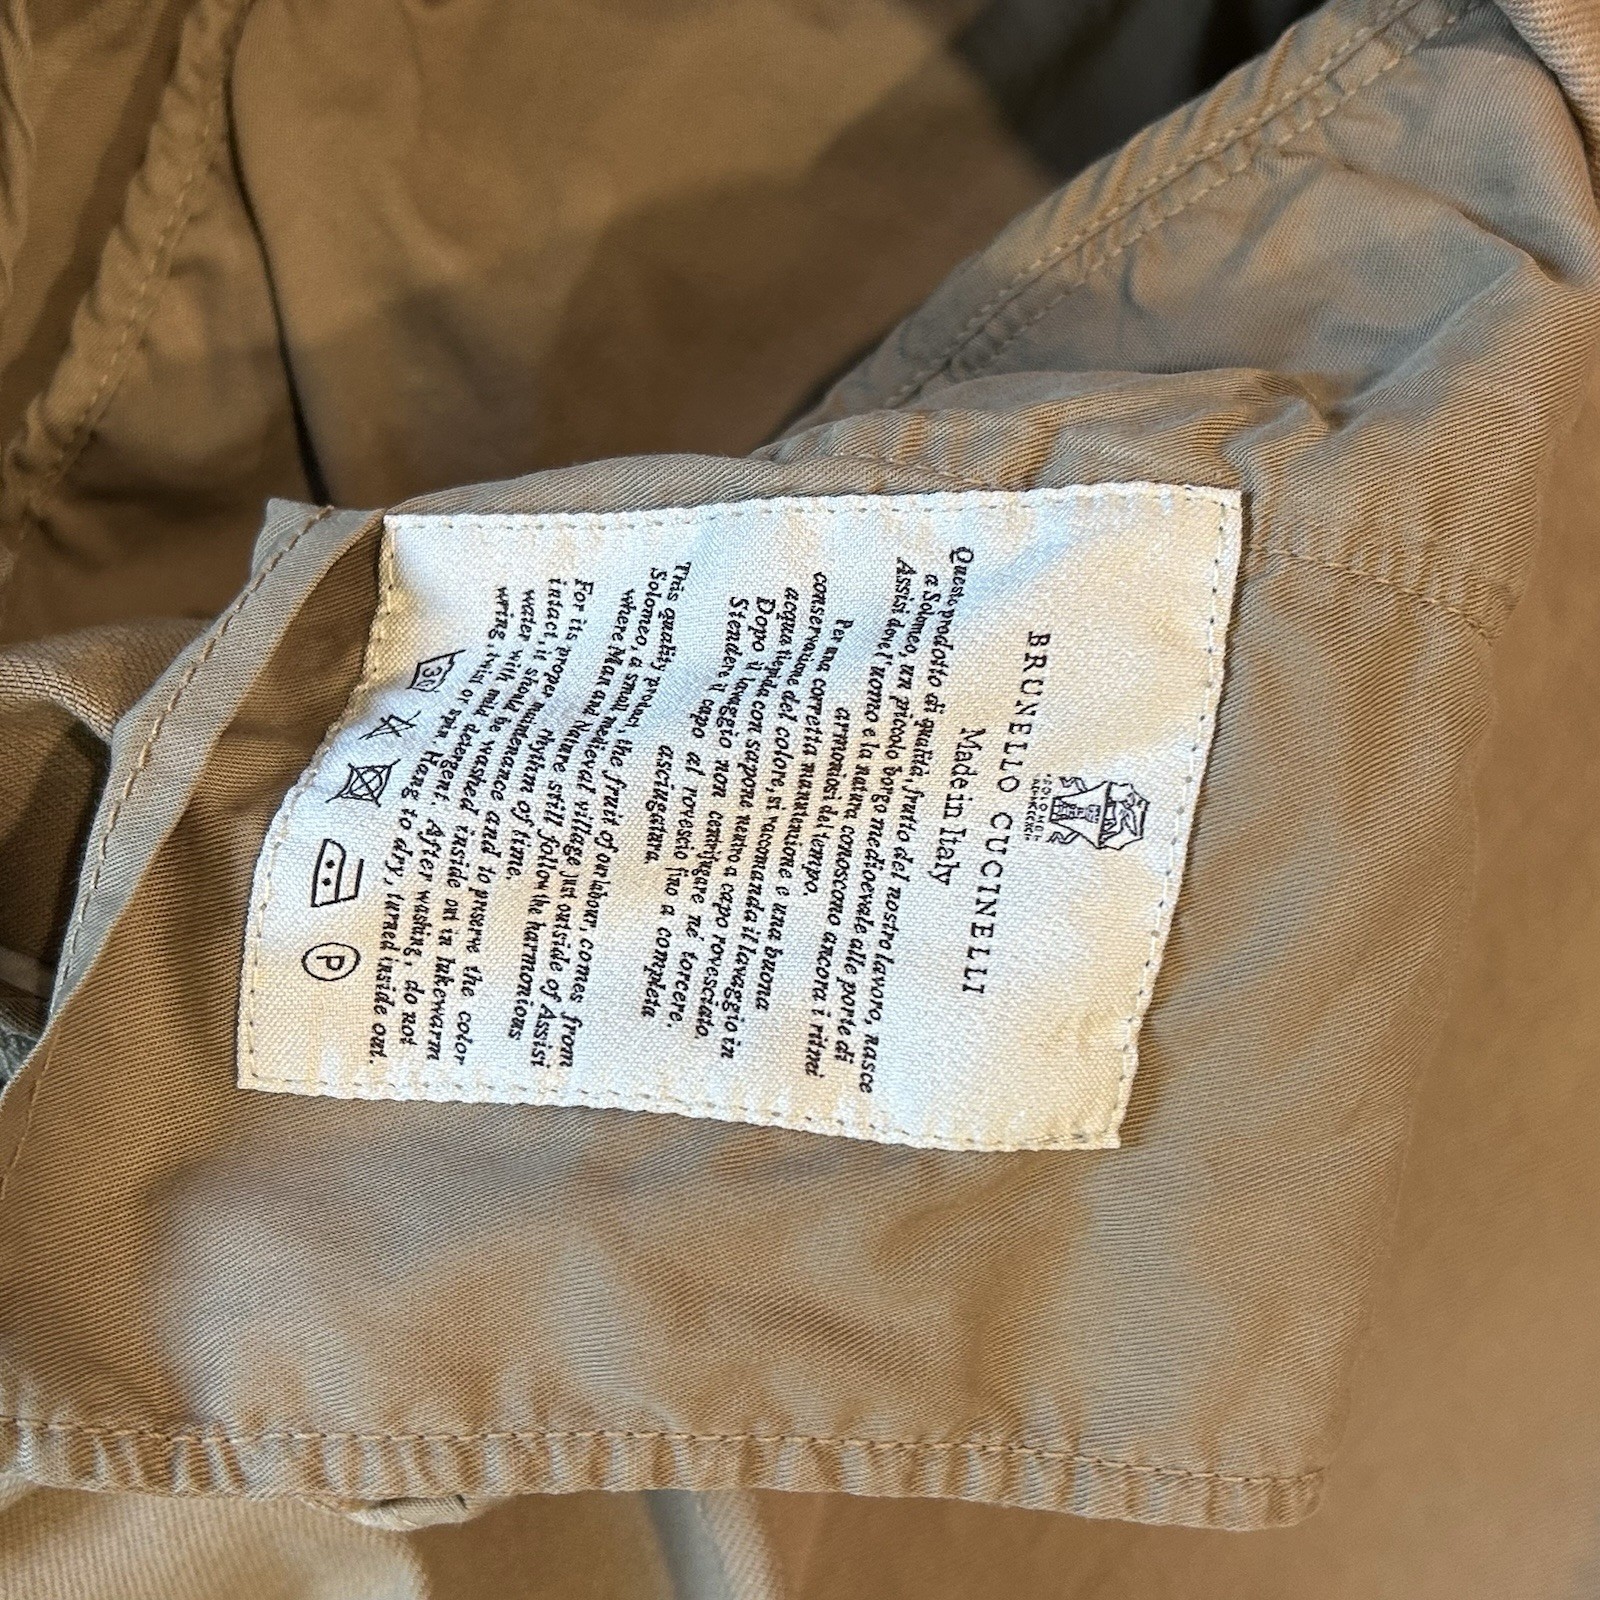 SOLOMEO
BRUNELLO CUCINELLI
Made in Italy
Questo prodotto di qualità, frutto del nostro lavoro, nasce
a Solomeo, un piccolo borgo medioevale alle porte di
Assisi dove l'uomo e la natura conoscono ancora i ritmi
armoniosi del tempo.
Per una corretta manutenzione e una buona
conservazione del colore, si raccomanda il lavaggio in
acqua tiepida con sapone neutro a capo rovesciato.
Dopo il lavaggio non centrifugare né torcere.
Stendere il capo al rovescio fino a completa
asciugatura.
This quality product, the fruit of our labour, comes from
Solomeo, a small medieval village just outside of Assisi
where Man and Nature still follow the harmonious
rhythm of time.
For its proper maintenance and to preserve the color
intact, it should be washed inside out in lukewarm
water with mild detergent. After washing, do not
wring, twist or spin. Hang to dry, turned inside out.
30
P